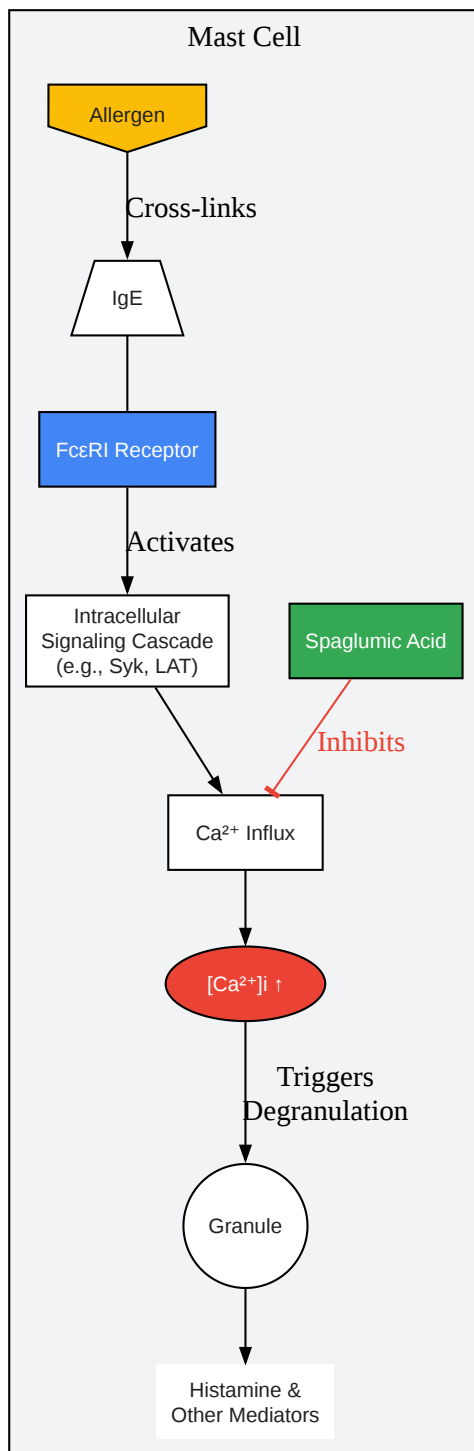 Mast Cell
Allergen
Cross-links
IgE
FcεRI Receptor
Activates
Intracellular
Signaling Cascade
(e.g., Syk, LAT)
Spaglumic Acid
Inhibits
Ca²⁺ Influx
[Ca²⁺]i ↑
Triggers
Degranulation
Granule
Histamine &
Other Mediators